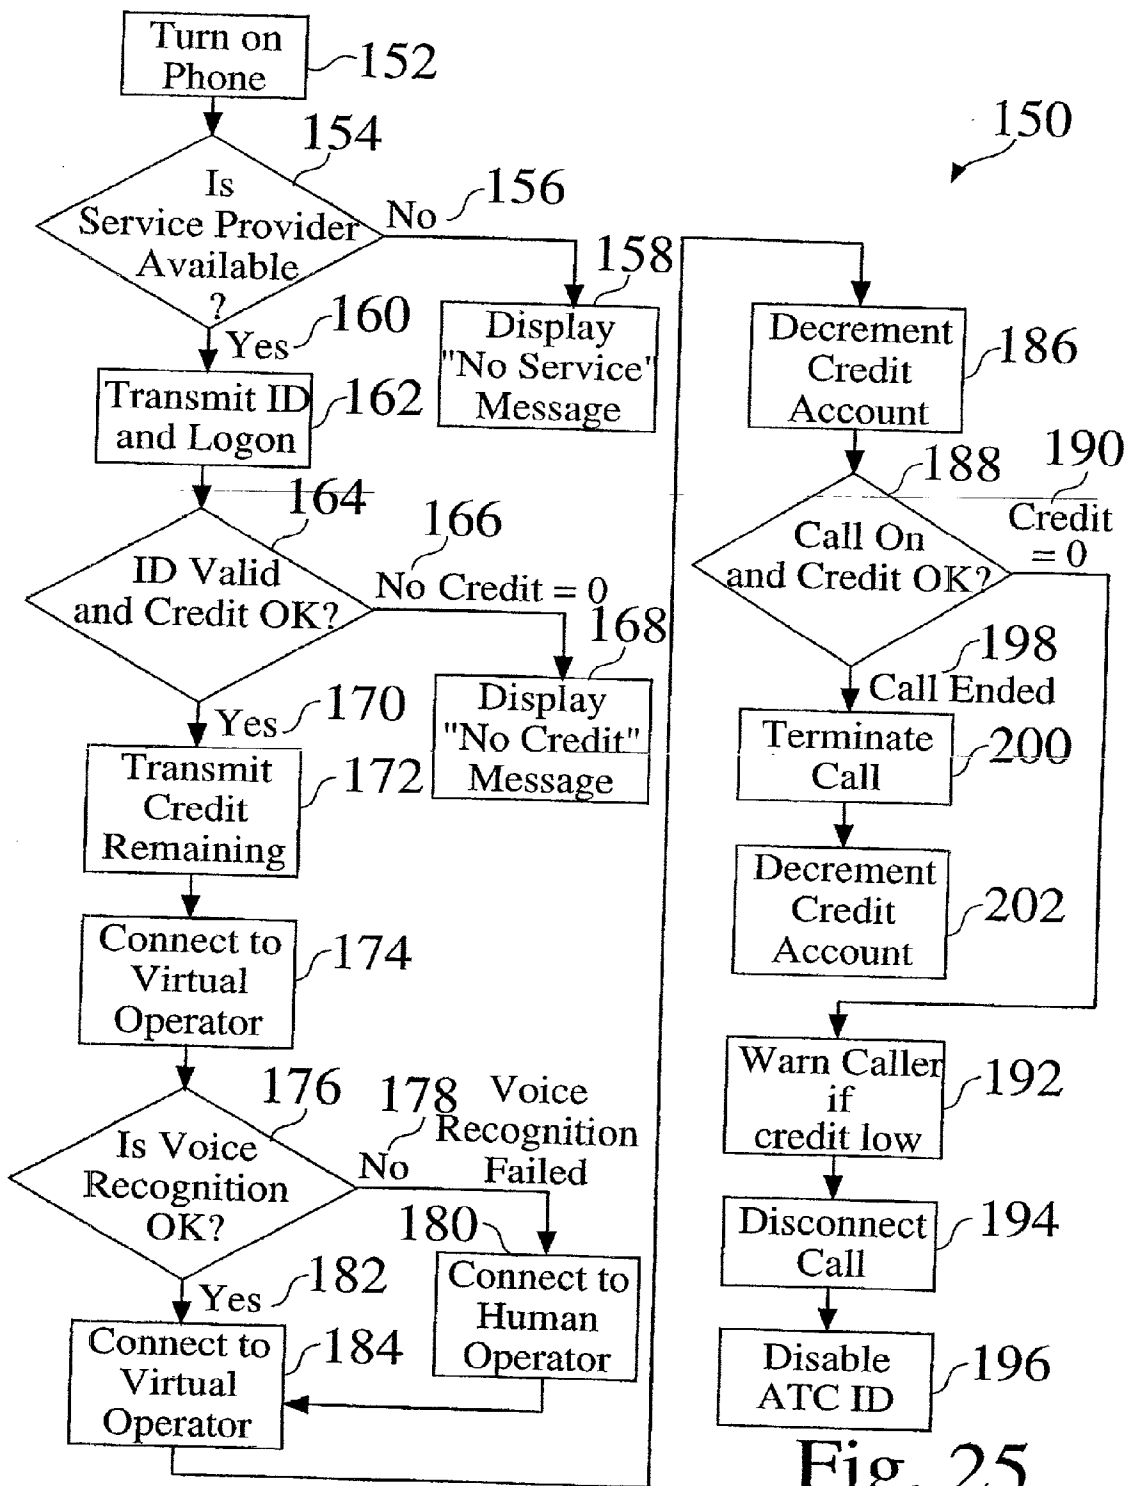 Turn on
Phone
152
154
Is
Service Provider
Available
?
No
156
158
Display
"No Service"
Message
Yes
160
Transmit ID
and Logon
162
164
ID Valid
and Credit OK?
166
No Credit = 0
168
Display
"No Credit"
Message
Yes
170
Transmit
Credit
Remaining
172
Connect to
Virtual
Operator
174
176
Is Voice
Recognition
OK?
178
No
Voice
Recognition
Failed
180
Connect to
Human
Operator
Yes
182
Connect to
Virtual
Operator
184
150
Decrement
Credit
Account
186
188
Call On
and Credit OK?
190
Credit
= 0
198
Call Ended
Terminate
Call
200
Decrement
Credit
Account
202
Warn Caller
if
credit low
192
Disconnect
Call
194
Disable
ATC ID
196
Fig. 25